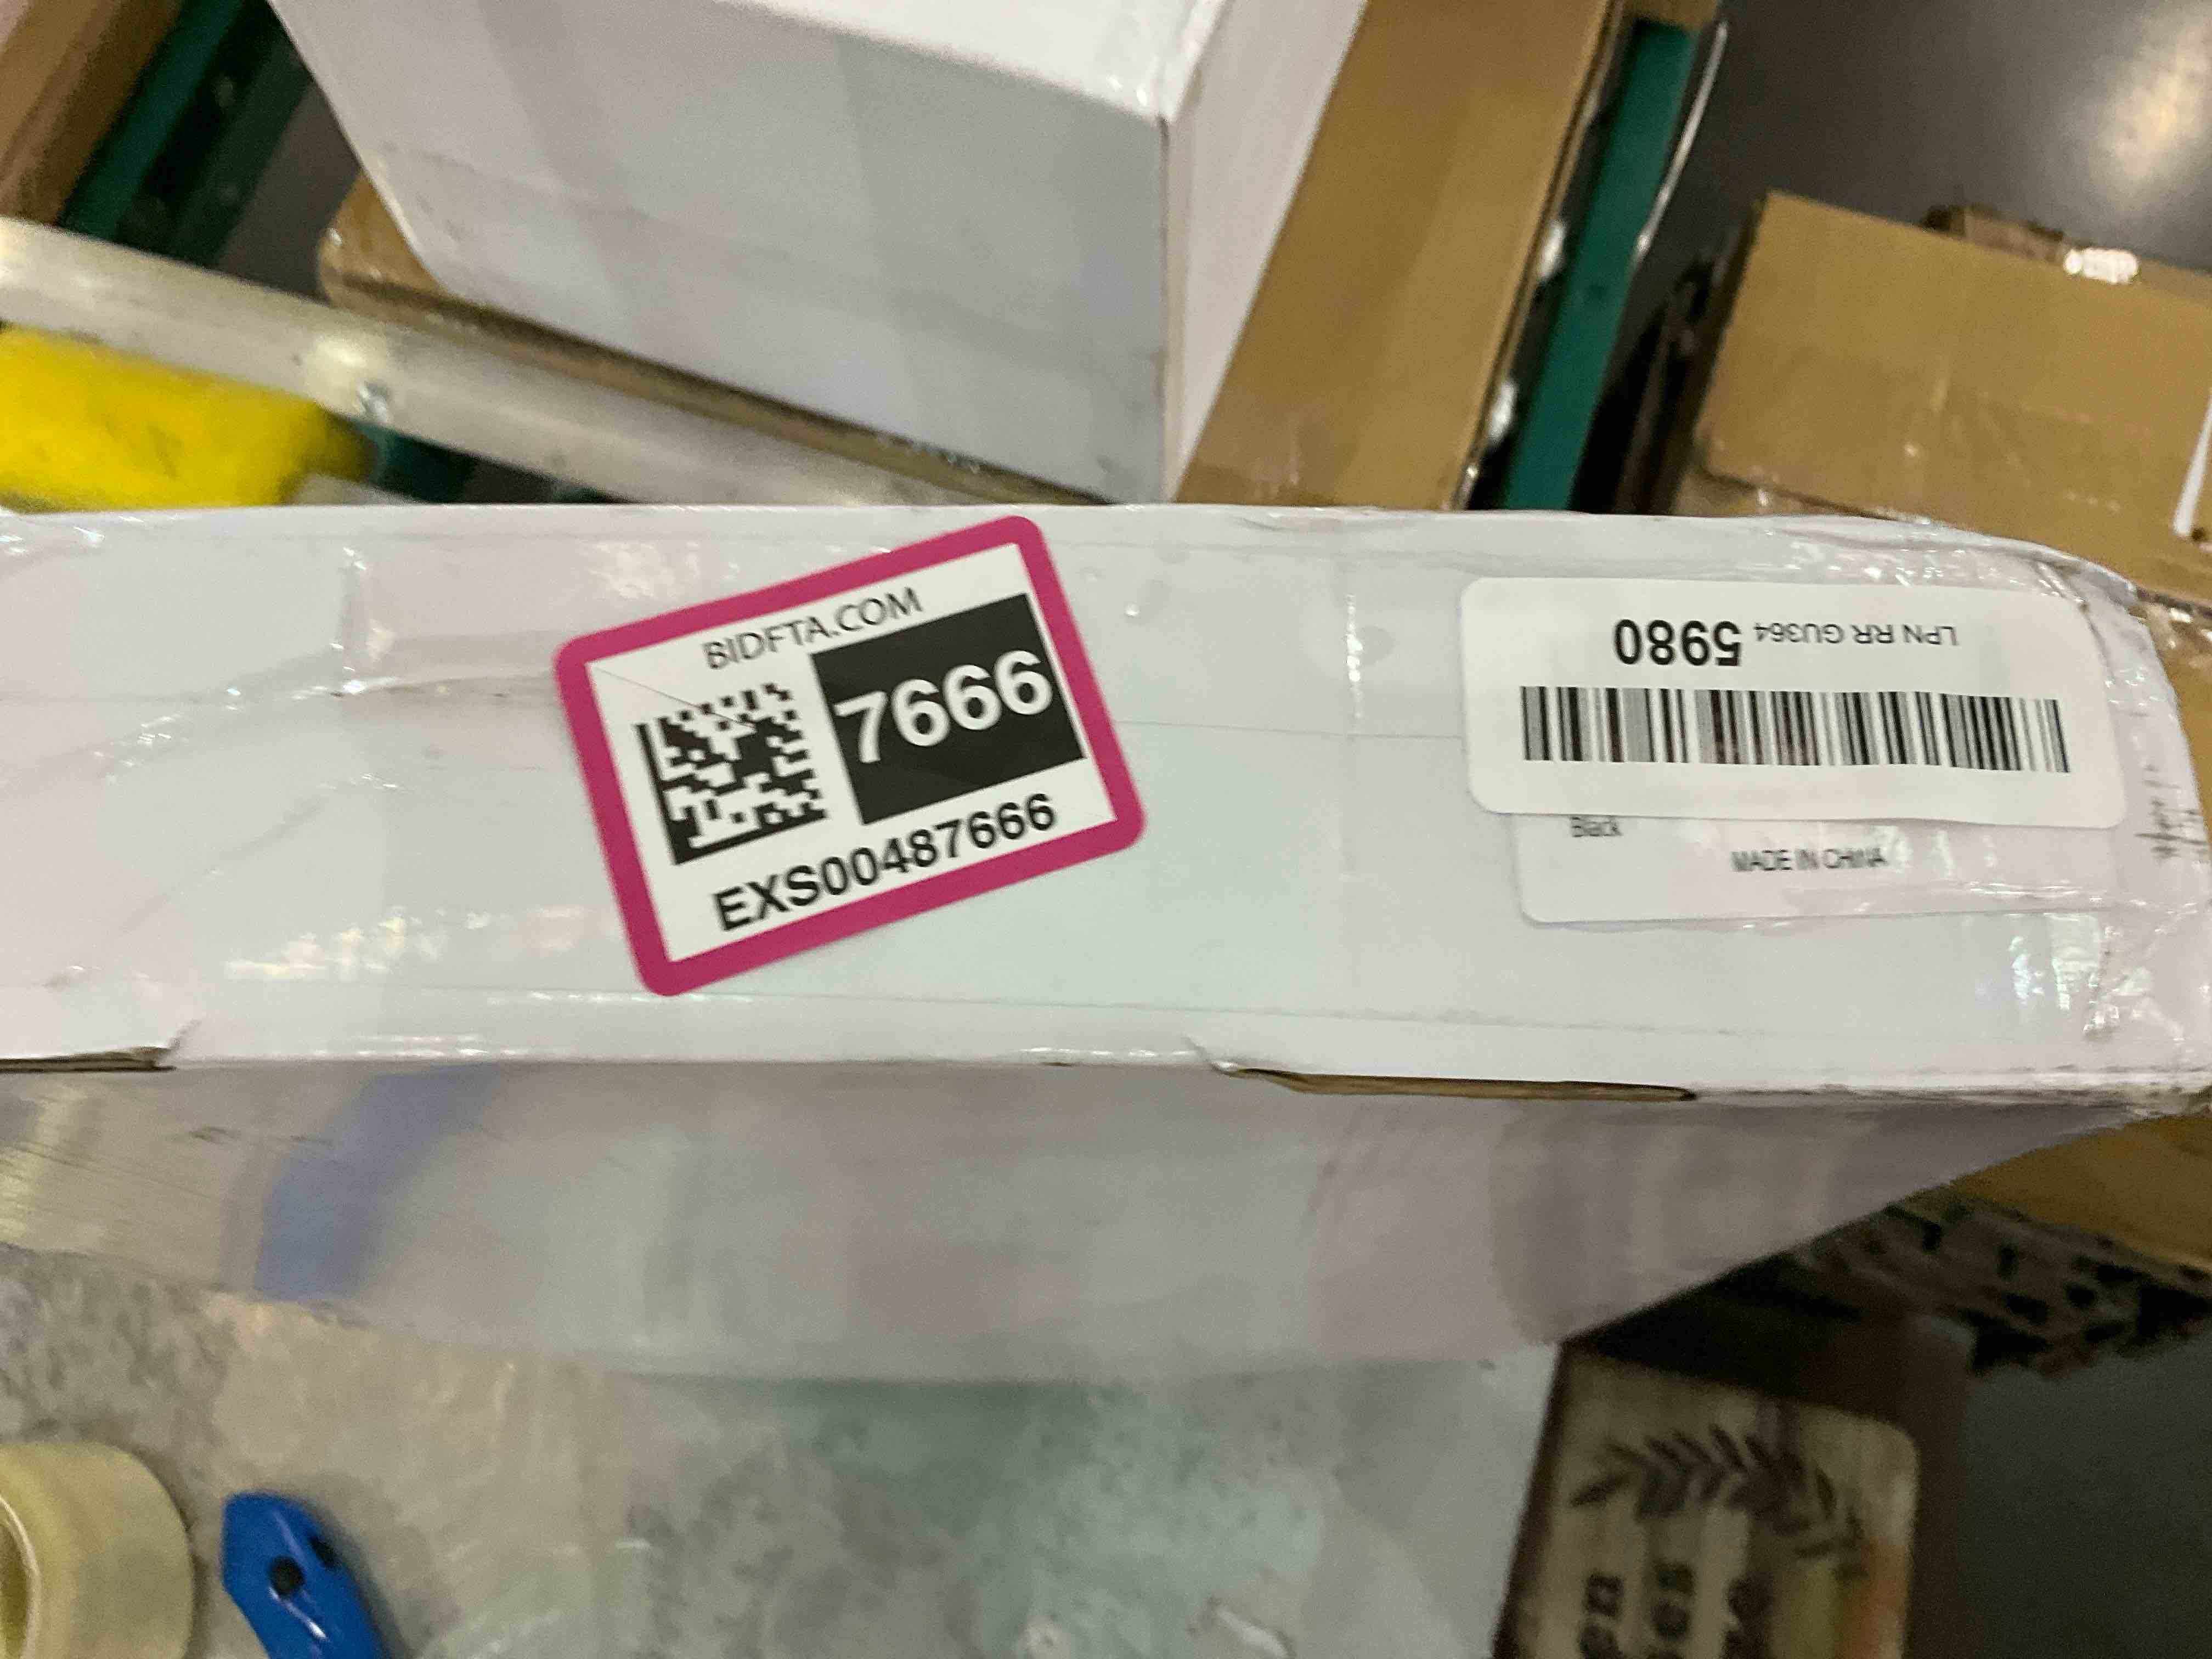 BIDFTA.COM
7666
EXS00487666
LPN RR GU364 5980
Black
MADE IN CHINA